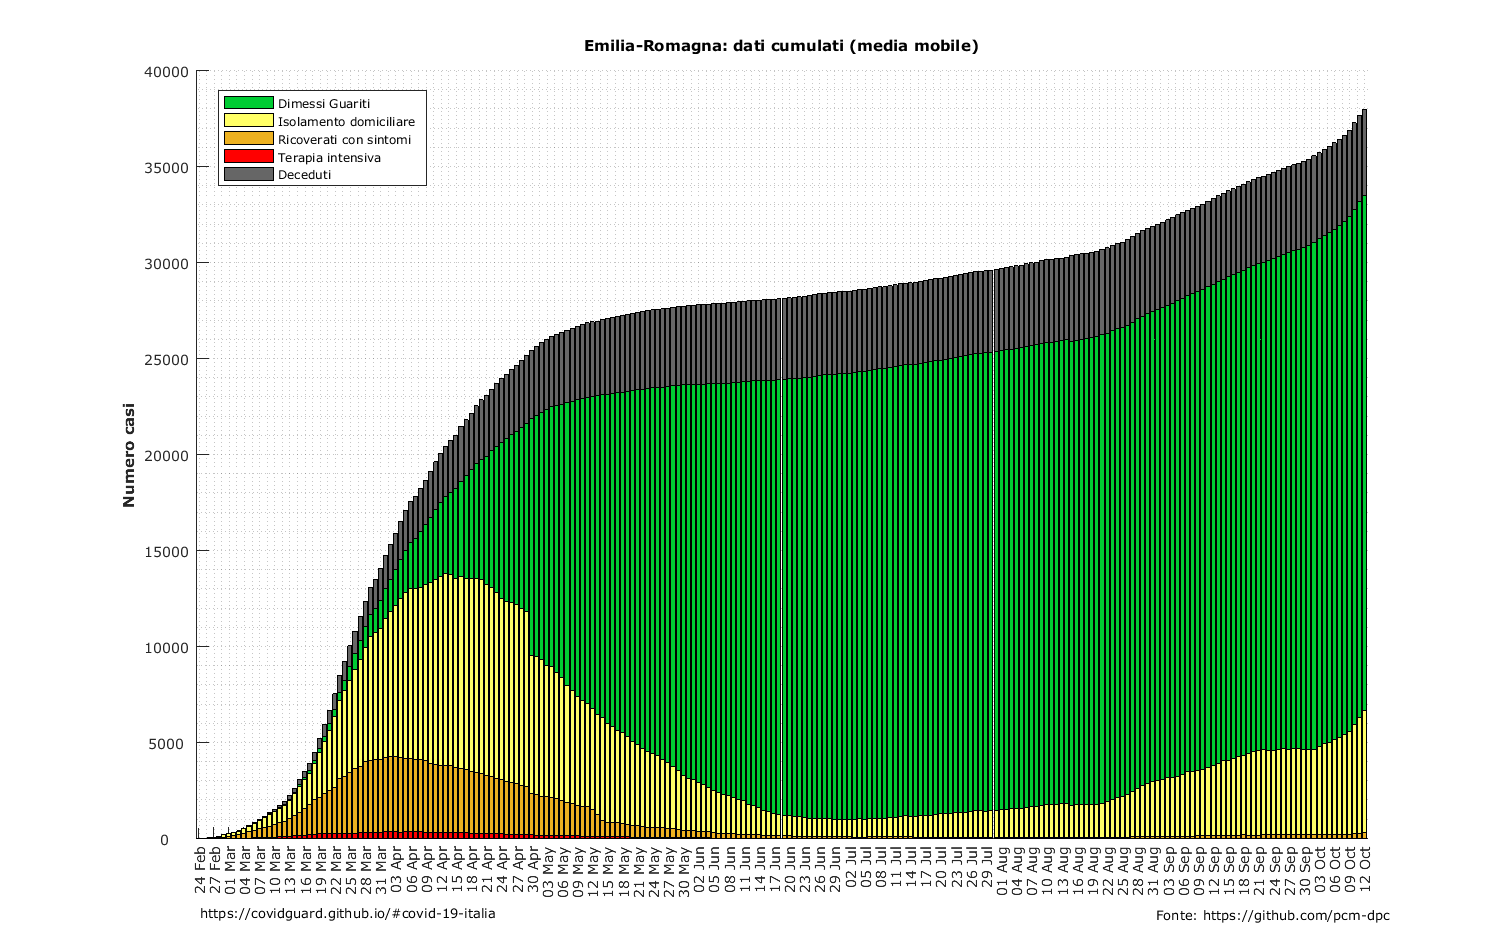 Emilia-Romagna: dati cumulati (media mobile)
40000
35000
30000
25000
20000
15000
10000
5000
0
Numero casi
Dimessi Guariti
Isolamento domiciliare
Ricoverati con sintomi
Terapia intensiva
Deceduti
24 Feb
27 Feb
01 Mar
04 Mar
07 Mar
10 Mar
13 Mar
16 Mar
19 Mar
22 Mar
25 Mar
28 Mar
31 Mar
03 Apr
06 Apr
09 Apr
12 Apr
15 Apr
18 Apr
21 Apr
24 Apr
27 Apr
30 Apr
03 May
06 May
09 May
12 May
15 May
18 May
21 May
24 May
27 May
30 May
02 Jun
05 Jun
08 Jun
11 Jun
14 Jun
17 Jun
20 Jun
23 Jun
26 Jun
29 Jun
02 Jul
05 Jul
08 Jul
11 Jul
14 Jul
17 Jul
20 Jul
23 Jul
26 Jul
29 Jul
01 Aug
04 Aug
07 Aug
10 Aug
13 Aug
16 Aug
19 Aug
22 Aug
25 Aug
28 Aug
31 Aug
03 Sep
06 Sep
09 Sep
12 Sep
15 Sep
18 Sep
21 Sep
24 Sep
27 Sep
30 Sep
03 Oct
06 Oct
09 Oct
12 Oct
https://covidguard.github.io/#covid-19-italia
Fonte: https://github.com/pcm-dpc